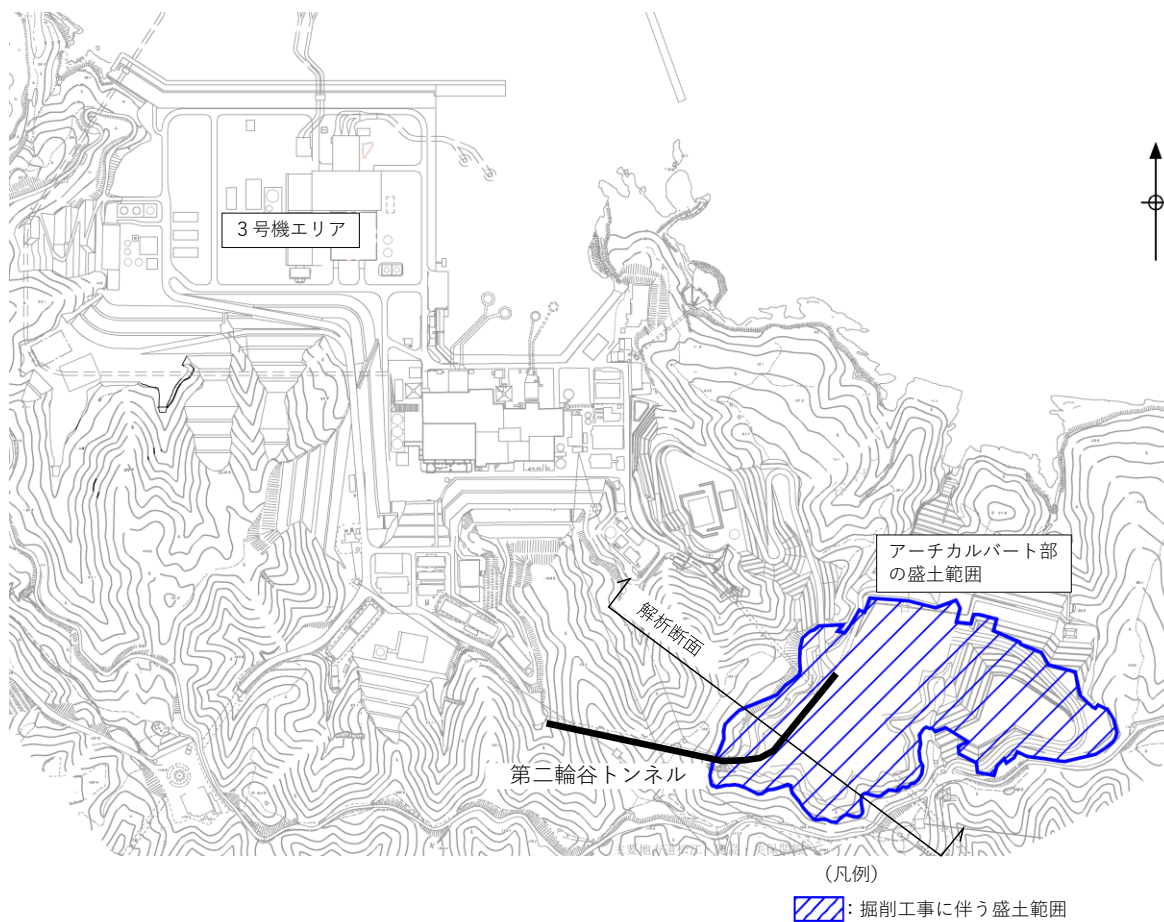 ３号機エリア
アーチカルバート部
の盛土範囲
解析断面
第二輪谷トンネル
(凡例)
：掘削工事に伴う盛土範囲